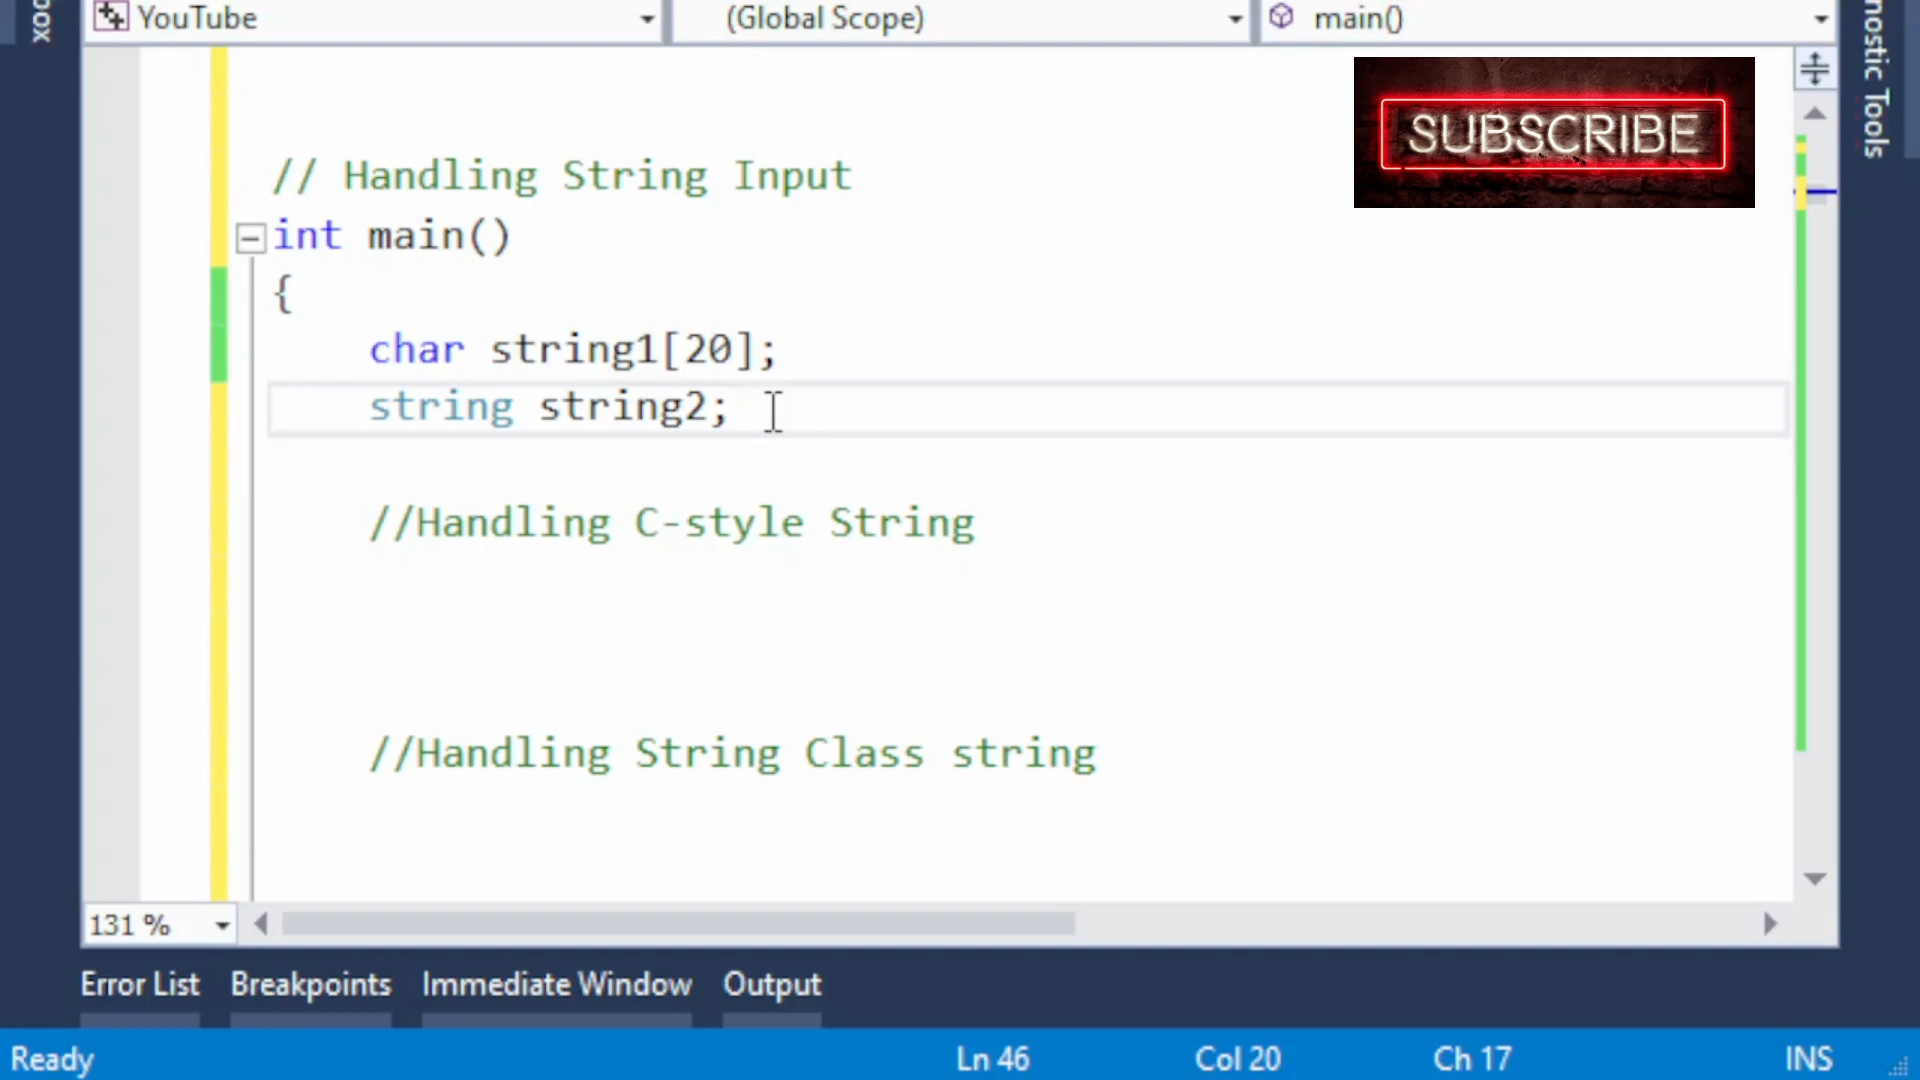 YouTube (Global Scope) main()
SUBSCRIBE
// Handling String Input
int main()
{
char string1[20];
string string2;
//Handling C-style String
//Handling String Class string
131 %
Error List Breakpoints Immediate Window Output
Ready Ln 46 Col 20 Ch 17 INS
Tools